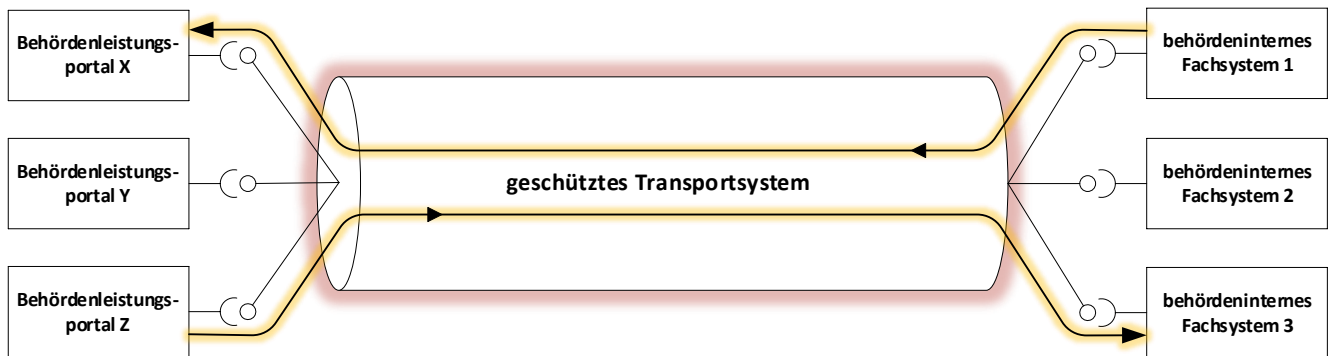 Behördenleistungs-
portal X
Behördenleistungs-
portal Y
Behördenleistungs-
portal Z
geschütztes Transportsystem
behördeninternes
Fachsystem 1
behördeninternes
Fachsystem 2
behördeninternes
Fachsystem 3